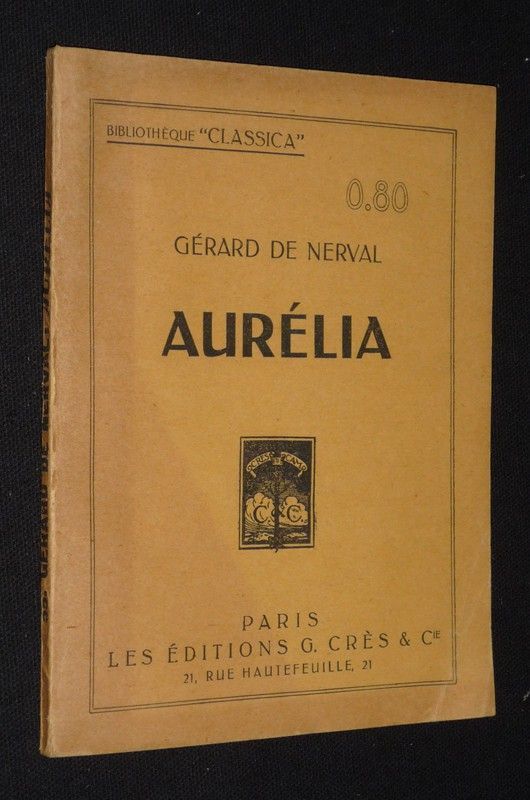 BIBLIOTHÈQUE "CLASSICA"
0.80
GÉRARD DE NERVAL
AURÉLIA
C. & C.
PARIS
LES ÉDITIONS G. CRÈS & Cᴵᴱ
21, RUE HAUTEFEUILLE, 21